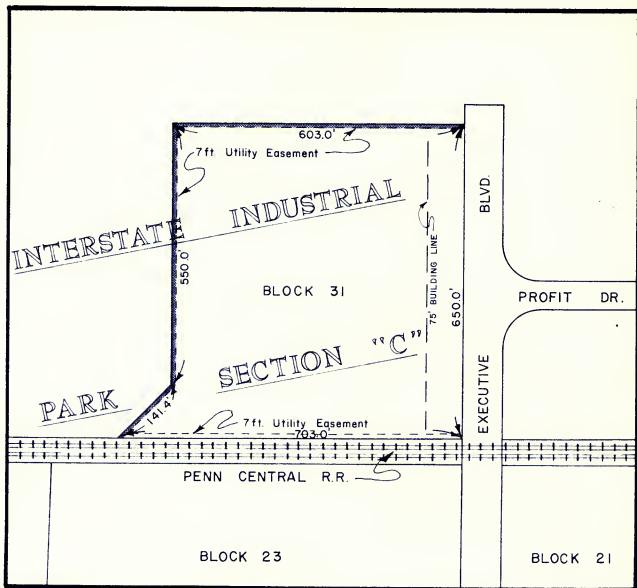 603.0'
7ft. Utility Easement
BLVD.
INTERSTATE INDUSTRIAL
550.0'
BLOCK 31
75' BUILDING LINE
650.0'
PROFIT DR.
SECTION "C"
PARK
141.4'
EXECUTIVE
7ft. Utility Easement
703.0
PENN CENTRAL R.R.
BLOCK 23
BLOCK 21